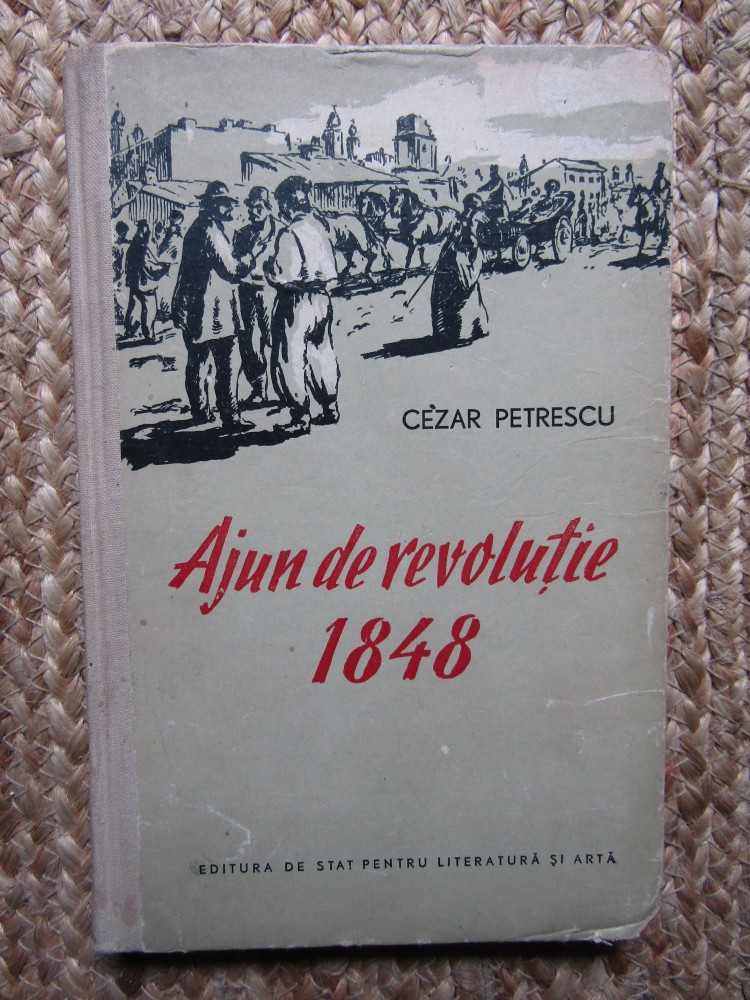 CEZAR PETRESCU
Ajun de revoluție
1848
EDITURA DE STAT PENTRU LITERATURĂ ȘI ARTĂ